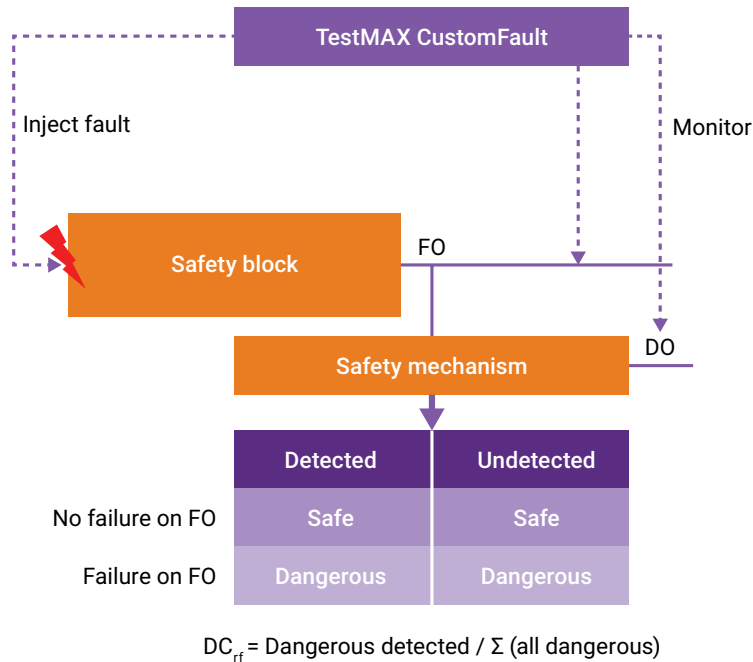 TestMAX CustomFault
Inject fault
Monitor
FO
Safety block
DO
Safety mechanism
Detected Undetected
No failure on FO Safe Safe
Failure on FO Dangerous Dangerous
DCrf = Dangerous detected / Σ (all dangerous)